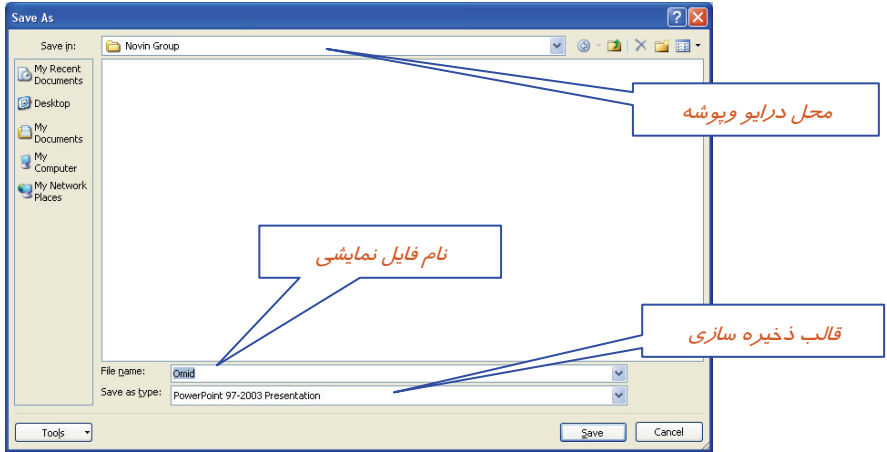 Save As
Save in:
Novin Group
My Recent
Documents
Desktop
My
Documents
My
Computer
My Network
Places
محل درایو وپوشه
نام فایل نمایشی
قالب ذخیره سازی
File name:
Omid
Save as type:
PowerPoint 97-2003 Presentation
Tools
Save
Cancel